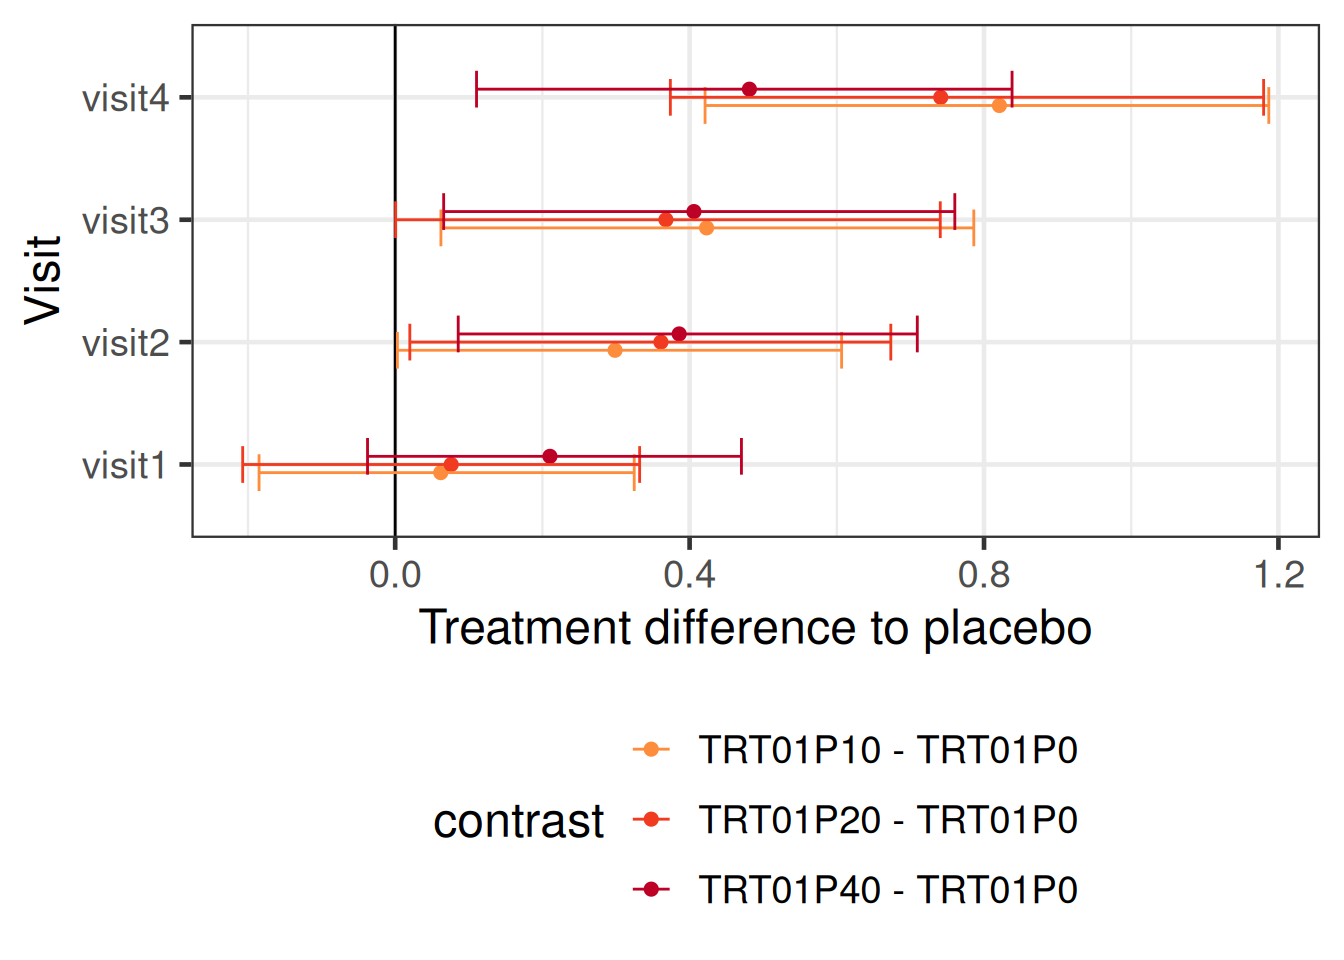 visit4
visit3
visit2
visit1
Visit
0.0 0.4 0.8 1.2
Treatment difference to placebo
contrast
TRT01P10 - TRT01P0
TRT01P20 - TRT01P0
TRT01P40 - TRT01P0